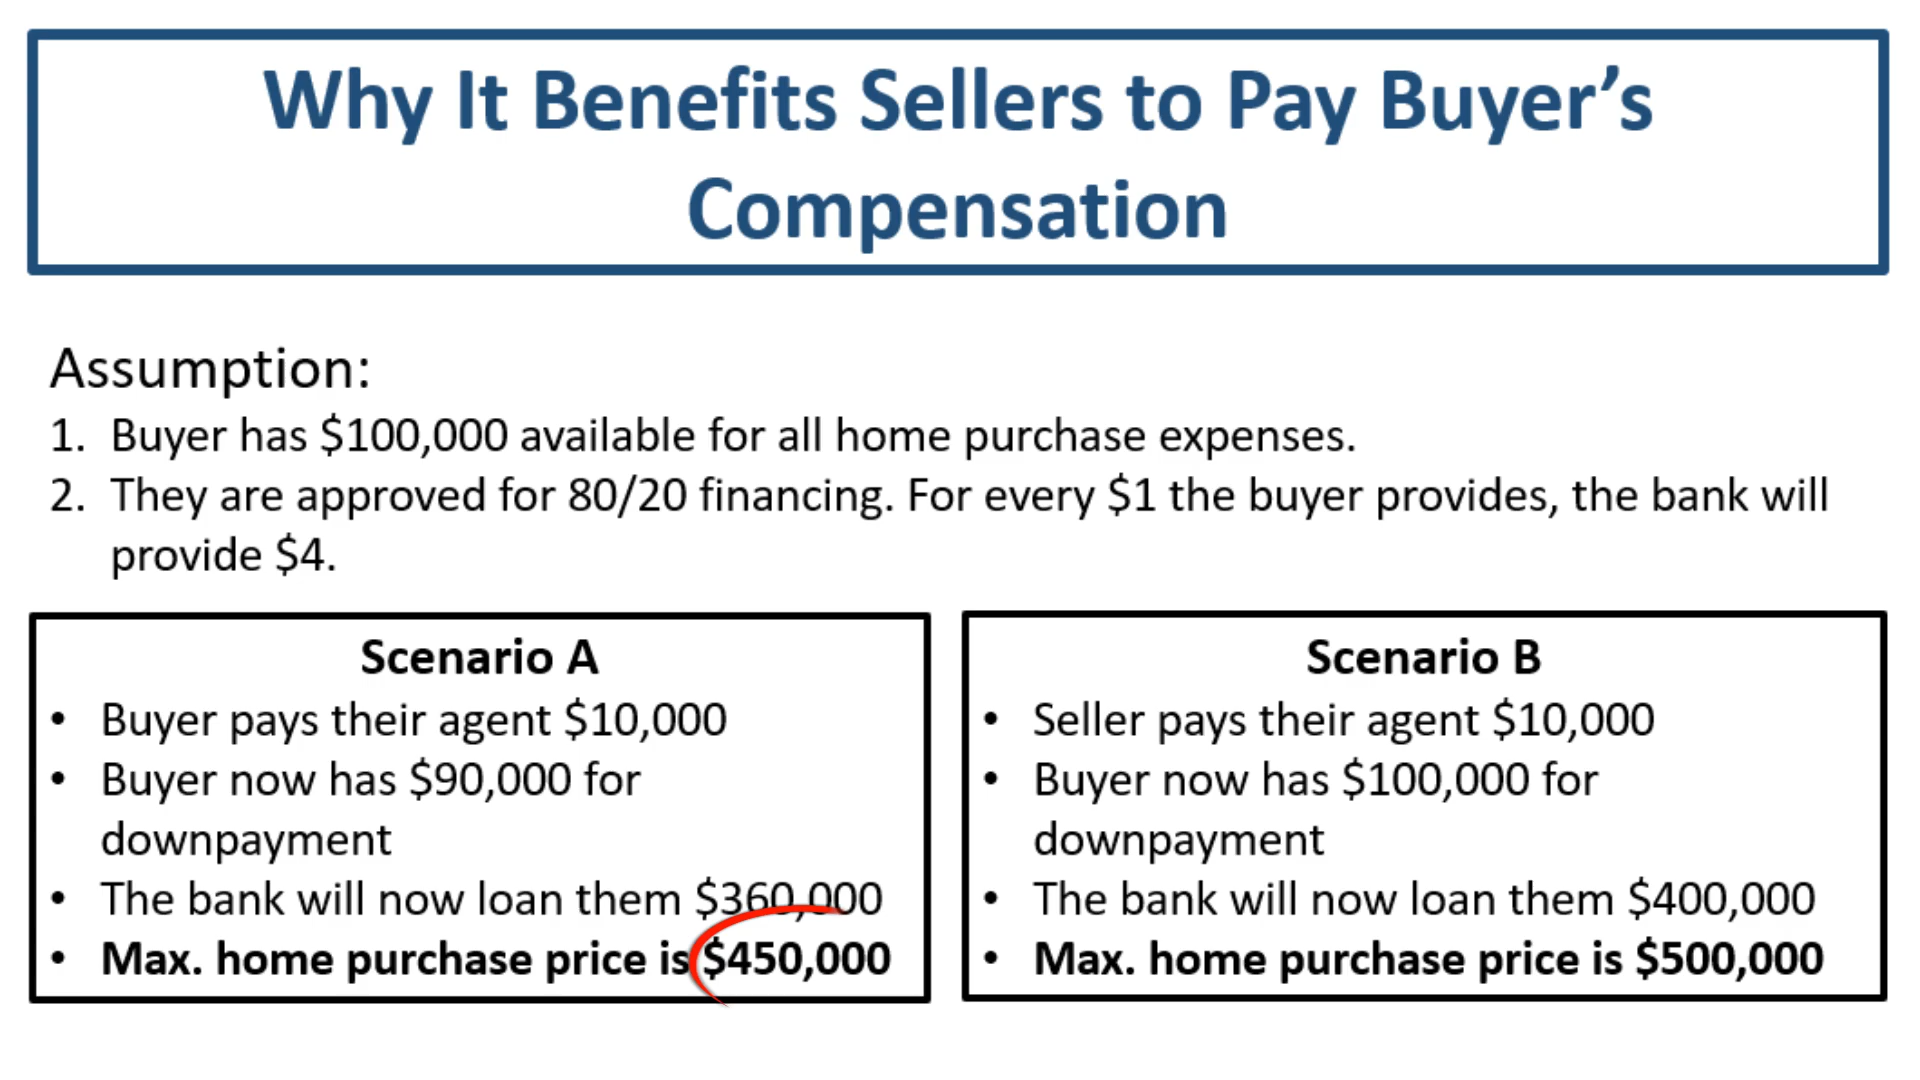 Why It Benefits Sellers to Pay Buyer’s
Compensation
Assumption:
1. Buyer has $100,000 available for all home purchase expenses.
2. They are approved for 80/20 financing. For every $1 the buyer provides, the bank will
provide $4.
Scenario A
• Buyer pays their agent $10,000
• Buyer now has $90,000 for
downpayment
• The bank will now loan them $360,000
• Max. home purchase price is $450,000
Scenario B
• Seller pays their agent $10,000
• Buyer now has $100,000 for
downpayment
• The bank will now loan them $400,000
• Max. home purchase price is $500,000